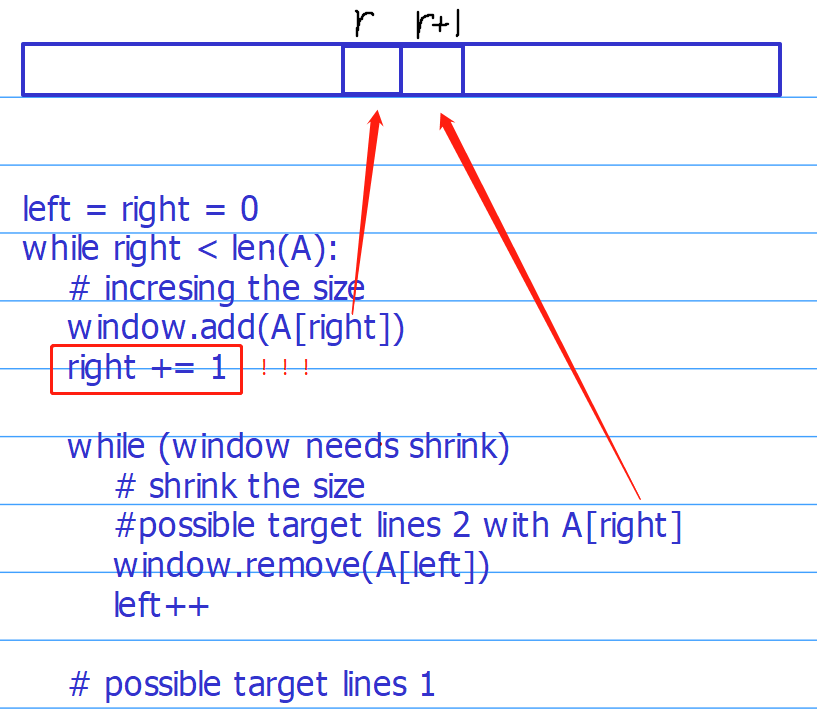 r r+1
left = right = 0
while right < len(A):
# incresing the size
window.add(A[right])
right += 1 ! ! !
while (window needs shrink)
# shrink the size
#possible target lines 2 with A[right]
window.remove(A[left])
left++
# possible target lines 1